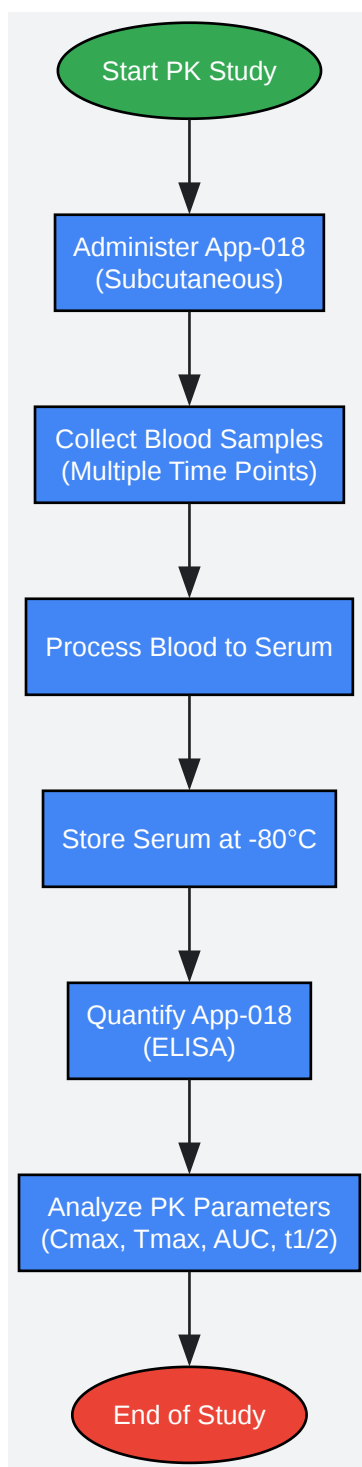 Start PK Study
Administer App-018
(Subcutaneous)
Collect Blood Samples
(Multiple Time Points)
Process Blood to Serum
Store Serum at -80°C
Quantify App-018
(ELISA)
Analyze PK Parameters
(Cmax, Tmax, AUC, t1/2)
End of Study